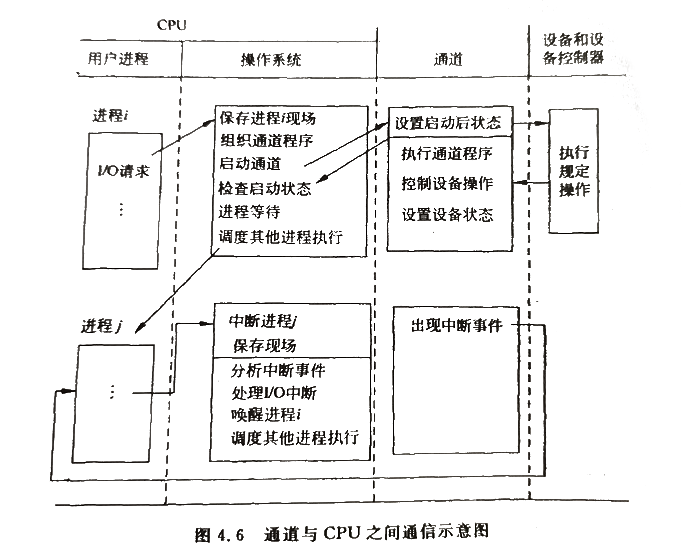 CPU
用户进程
操作系统
通道
设备和设
备控制器
进程i
I/O请求
⋮
保存进程i现场
组织通道程序
启动通道
检查启动状态
进程等待
调度其他进程执行
设置启动后状态
执行通道程序
控制设备操作
设置设备状态
执行
规定
操作
进程j
⋮
中断进程j
保存现场
分析中断事件
处理I/O中断
唤醒进程i
调度其他进程执行
出现中断事件
图 4.6 通道与 CPU 之间通信示意图